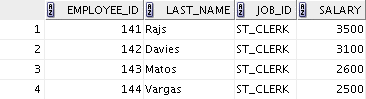 EMPLOYEE_ID LAST_NAME JOB_ID SALARY
1 141 Rajs ST_CLERK 3500
2 142 Davies ST_CLERK 3100
3 143 Matos ST_CLERK 2600
4 144 Vargas ST_CLERK 2500